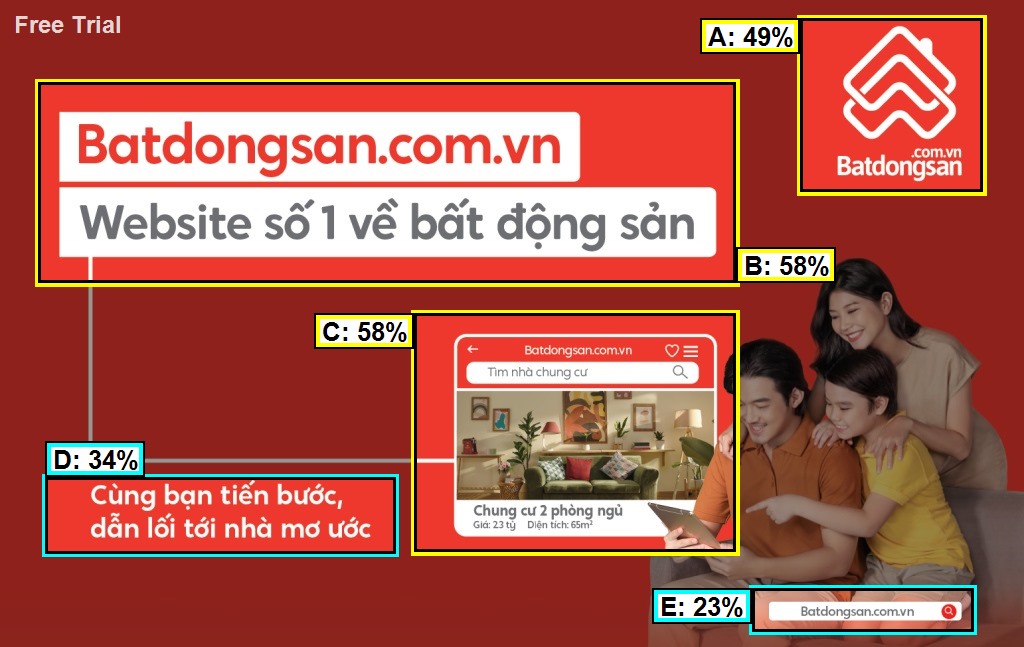 Free Trial
A: 49%
.com.vn
Batdongsan
Batdongsan.com.vn
Website số 1 về bất động sản
B: 58%
C: 58%
Batdongsan.com.vn
Tìm nhà chung cư
Chung cư 2 phòng ngủ
Giá: 23 tỷ Diện tích: 65m²
D: 34%
Cùng bạn tiến bước,
dẫn lối tới nhà mơ ước
E: 23%
Batdongsan.com.vn